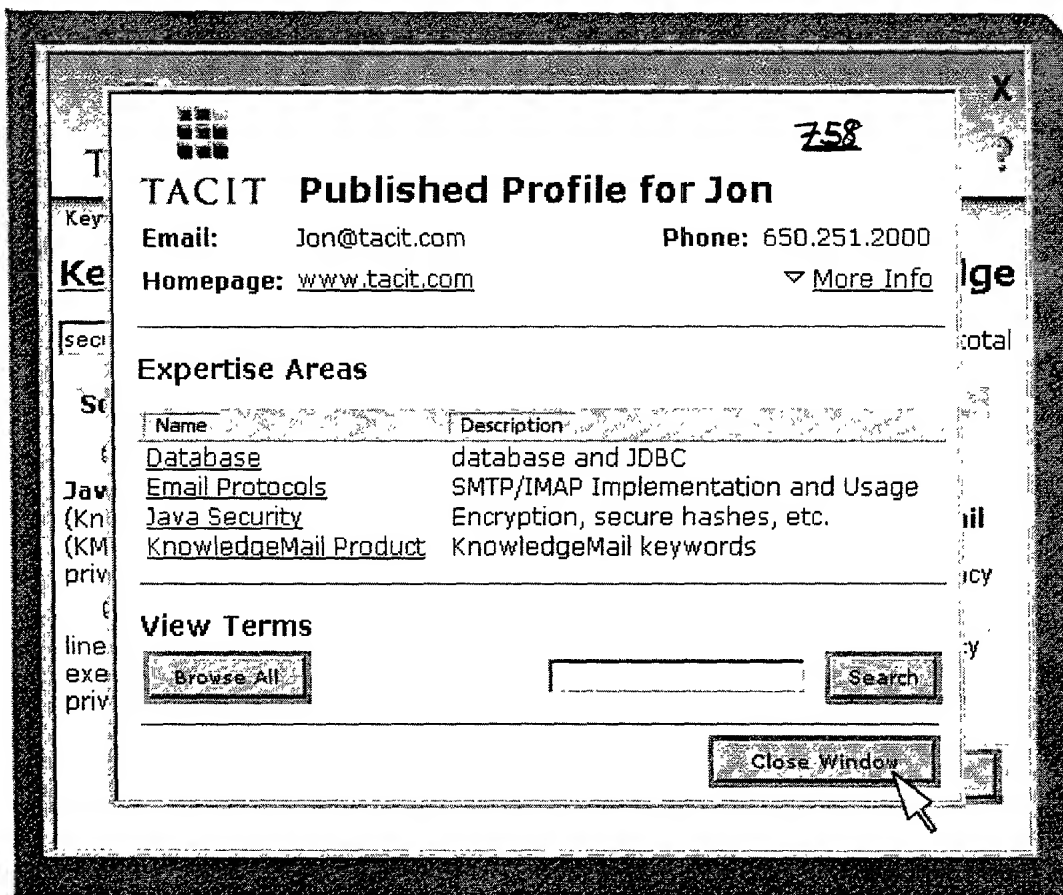 X
758
?
TACIT Published Profile for Jon
Email: Jon@tacit.com Phone: 650.251.2000
Homepage: www.tacit.com ▽ More Info
Expertise Areas
Name Description
Database database and JDBC
Email Protocols SMTP/IMAP Implementation and Usage
Java Security Encryption, secure hashes, etc.
KnowledgeMail Product KnowledgeMail keywords
View Terms
Browse All Search
Close Window
T
Key
Ke
sec
total
Jav
(Kn
(KM
priv
line
exe
priv